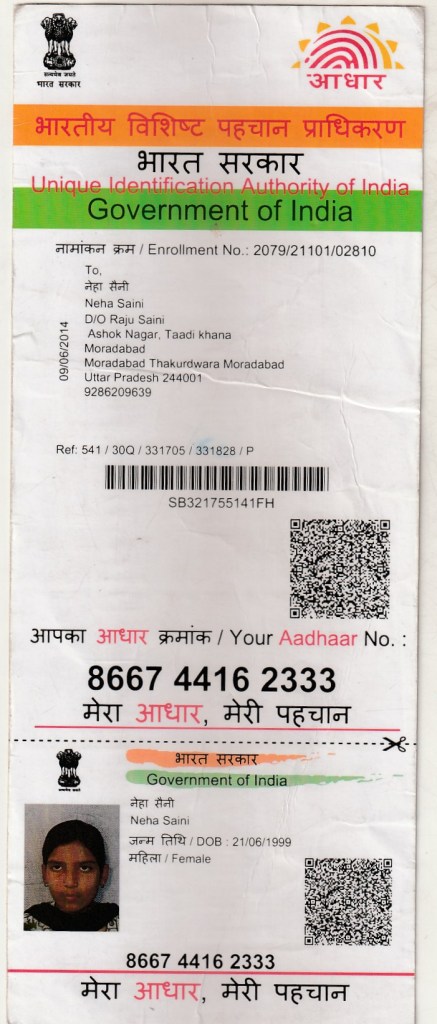 सत्यमेव जयते
भारत सरकार
आधार
भारतीय विशिष्ट पहचान प्राधिकरण
भारत सरकार
Unique Identification Authority of India
Government of India
नामांकन क्रम / Enrollment No.: 2079/21101/02810
To,
नेहा सैनी
Neha Saini
D/O Raju Saini
Ashok Nagar, Taadi khana
Moradabad
Moradabad Thakurdwara Moradabad
Uttar Pradesh 244001
9286209639
09/06/2014
Ref: 541 / 30Q / 331705 / 331828 / P
SB321755141FH
आपका आधार क्रमांक / Your Aadhaar No. :
8667 4416 2333
मेरा आधार, मेरी पहचान
सत्यमेव जयते
भारत सरकार
Government of India
नेहा सैनी
Neha Saini
जन्म तिथि / DOB : 21/06/1999
महिला / Female
8667 4416 2333
मेरा आधार, मेरी पहचान